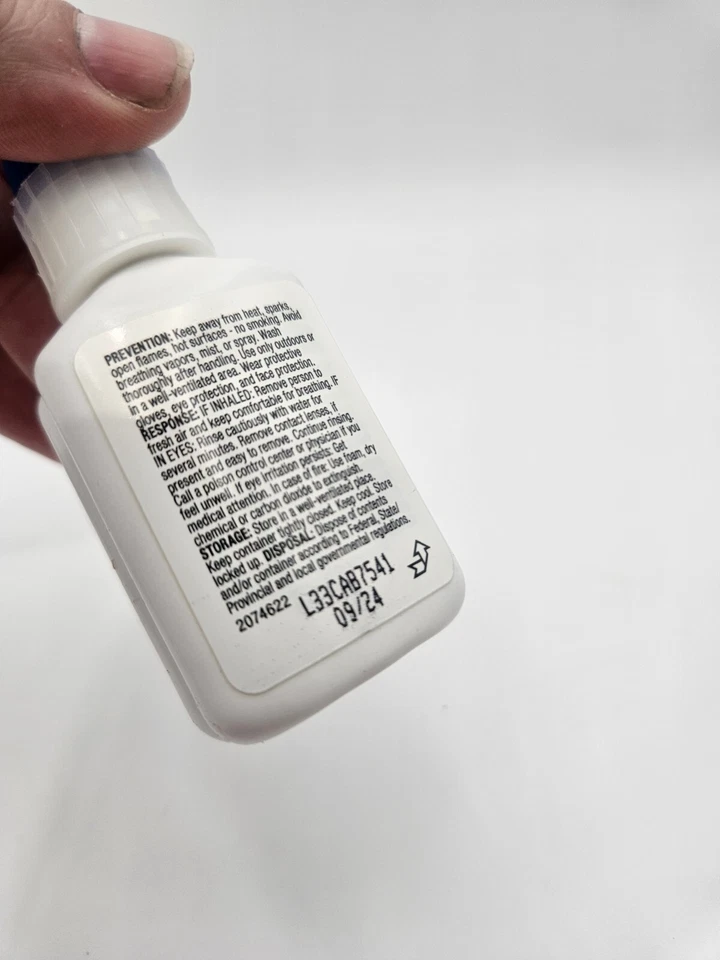 PREVENTION: Keep away from heat, sparks,
open flames, hot surfaces - no smoking. Avoid
breathing vapors, mist, or spray. Wash
thoroughly after handling. Use only outdoors or
in a well-ventilated area. Wear protective
gloves, eye protection, and face protection.
RESPONSE: IF INHALED: Remove person to
fresh air and keep comfortable for breathing. IF
IN EYES: Rinse cautiously with water for
several minutes. Remove contact lenses, if
present and easy to remove. Continue rinsing.
Call a poison control center or physician if you
feel unwell. If eye irritation persists: Get
medical attention. In case of fire: Use foam, dry
chemical or carbon dioxide to extinguish.
STORAGE: Store in a well-ventilated place.
Keep container tightly closed. Keep cool. Store
locked up. DISPOSAL: Dispose of contents
and/or container according to Federal, State/
Provincial and local governmental regulations.
2074622 L33CAB7541
09/24